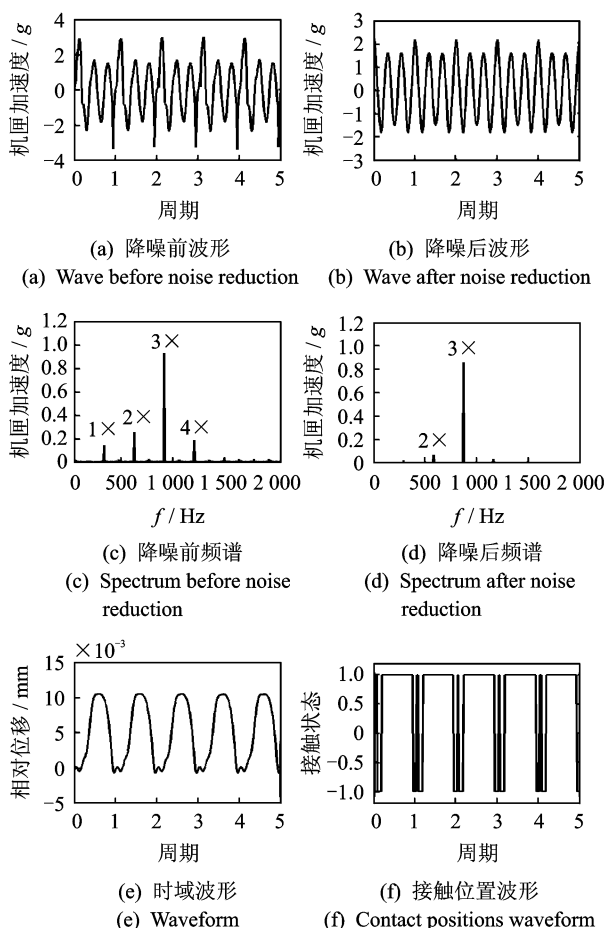 机匣加速度 / g
4
2
0
−2
−4
0 1 2 3 4 5
周期
(a) 降噪前波形
(a) Wave before noise reduction
机匣加速度 / g
3
2
1
0
−1
−2
−3
0 1 2 3 4 5
周期
(b) 降噪后波形
(b) Wave after noise reduction
机匣加速度 / g
1.2
1.0
0.8
0.6
0.4
0.2
0
1× 2× 3× 4×
0 500 1 000 1 500 2 000
f / Hz
(c) 降噪前频谱
(c) Spectrum before noise
reduction
机匣加速度 / g
1.2
1.0
0.8
0.6
0.4
0.2
0
2× 3×
0 500 1 000 1 500 2 000
f / Hz
(d) 降噪后频谱
(d) Spectrum after noise
reduction
×10⁻³
相对位移 / mm
15
10
5
0
−5
0 1 2 3 4 5
周期
(e) 时域波形
(e) Waveform
接触状态
1.0
0.5
0
−0.5
−1.0
0 1 2 3 4 5
周期
(f) 接触位置波形
(f) Contact positions waveform